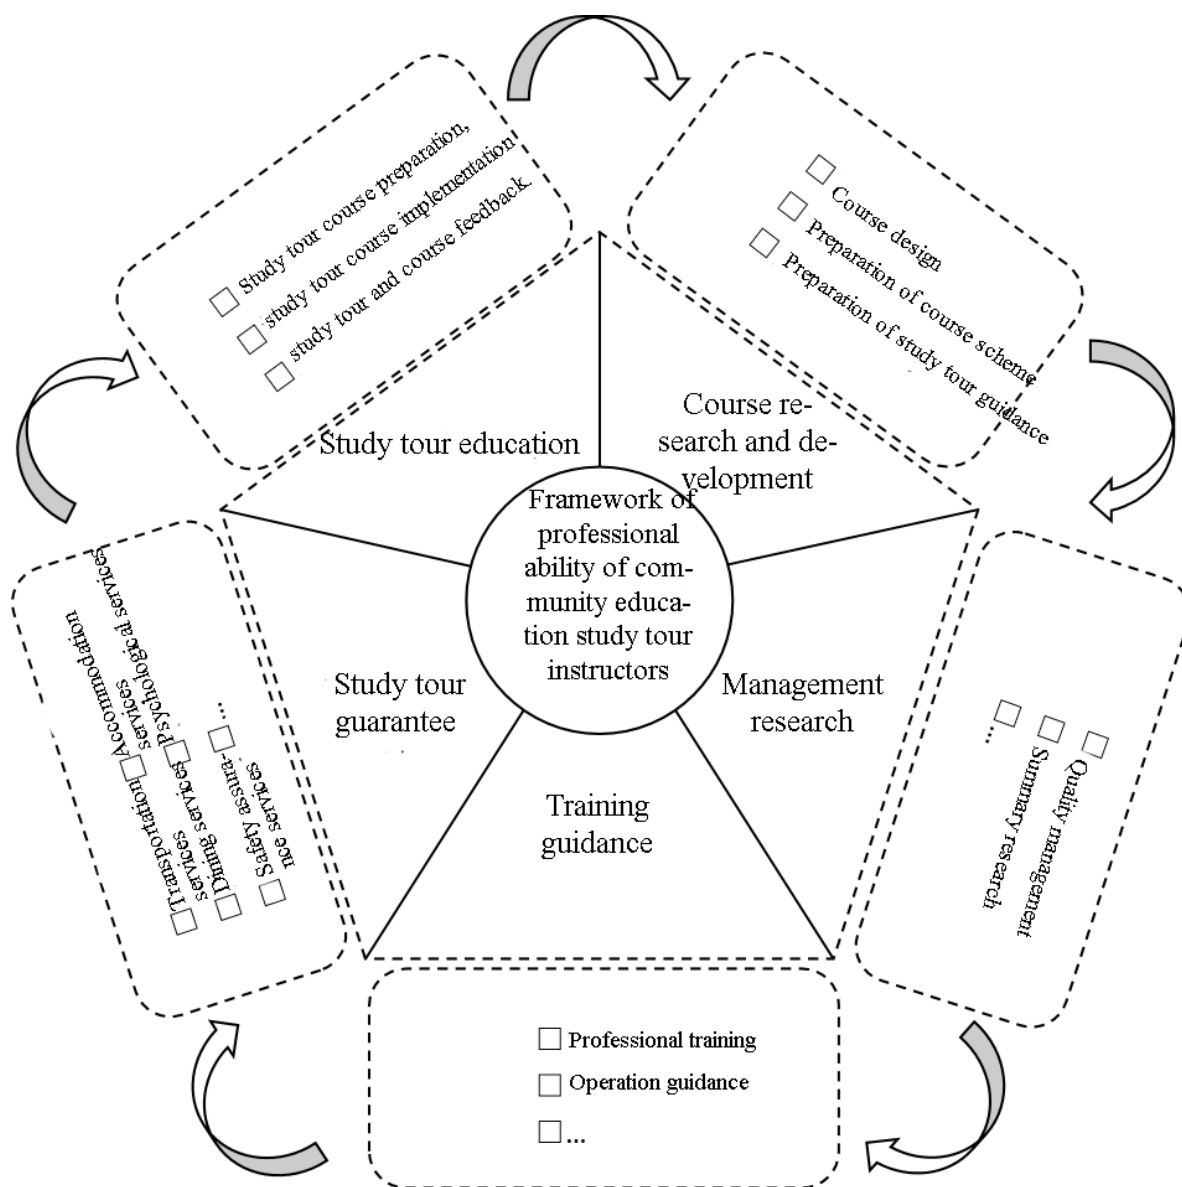 Study tour course preparation,
study tour course implementation
study tour and course feedback.
Course design
Preparation of course scheme
Preparation of study tour guidance
Study tour education
Course re-
search and de-
velopment
Framework of
professional
ability of com-
munity educa-
tion study tour
instructors
Study tour
guarantee
Management
research
Training
guidance
Transportation
services
Accommodation
services
Dining services
Psychological services
Safety assura-
nce services
...
Quality management
Summary research
...
Professional training
Operation guidance
...